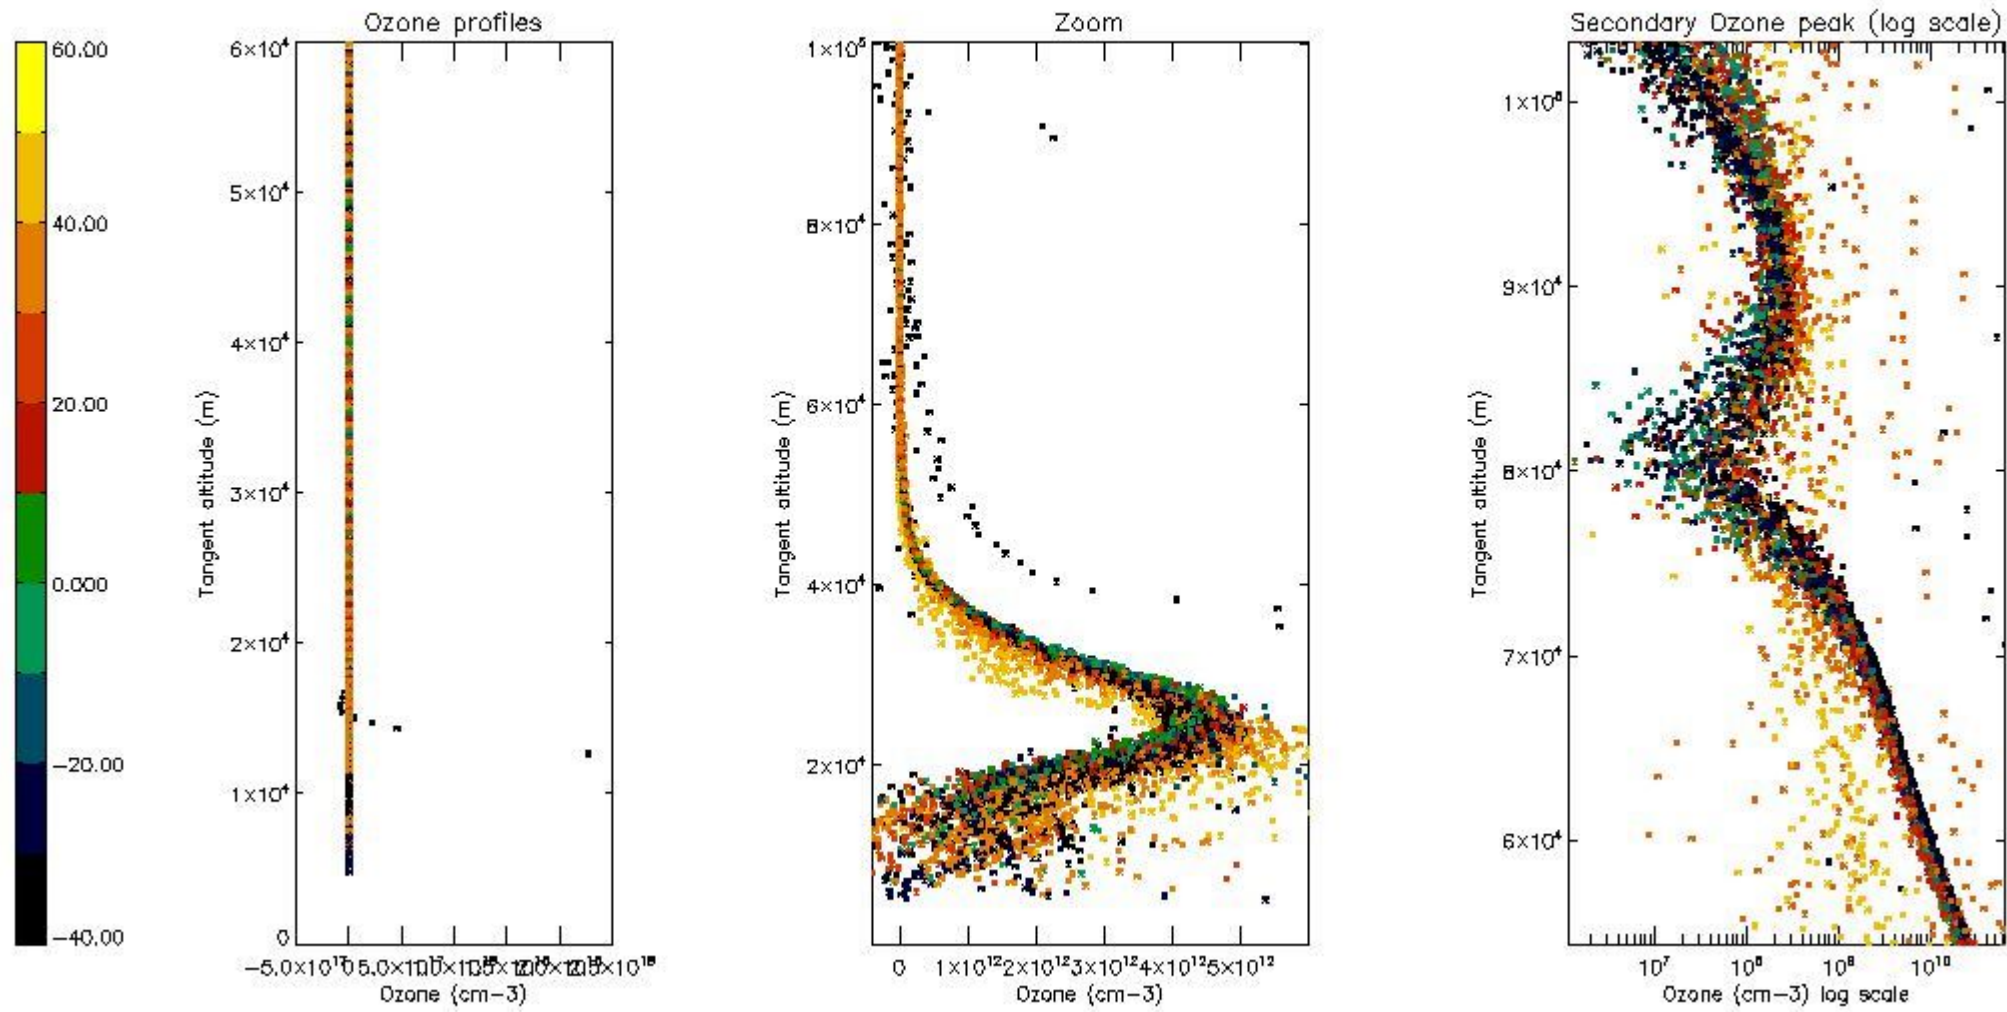 Ozone profiles
Zoom
Secondary Ozone peak (log scale)
60.00
40.00
20.00
0.000
−20.00
−40.00
6×10⁴
5×10⁴
4×10⁴
3×10⁴
2×10⁴
1×10⁴
0
Tangent altitude (m)
−5.0×10¹⁷
Ozone (cm−3)
1×10⁵
8×10⁴
6×10⁴
4×10⁴
2×10⁴
Tangent altitude (m)
0 1×10¹² 2×10¹² 3×10¹² 4×10¹² 5×10¹²
Ozone (cm−3)
1×10⁵
9×10⁴
8×10⁴
7×10⁴
6×10⁴
Tangent altitude (m)
10⁷ 10⁸ 10⁹ 10¹⁰
Ozone (cm−3) log scale